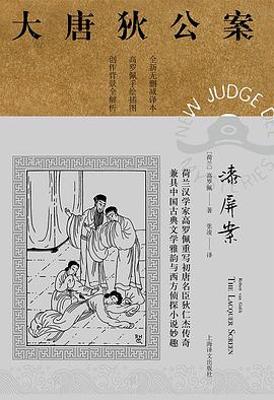 大唐狄公案
全新无删减译本
高罗佩手绘插图
创作背景全解析
NEW JUDGE D
SERIES
荷兰汉学家高罗佩重写初唐名臣狄仁杰传奇
兼具中国古典文学雅韵与西方侦探小说妙趣
漆屏案
［荷兰］高罗佩 — 著
张凌 — 译
Robert van Gulik
THE LACQUER SCREEN
上海译文出版社